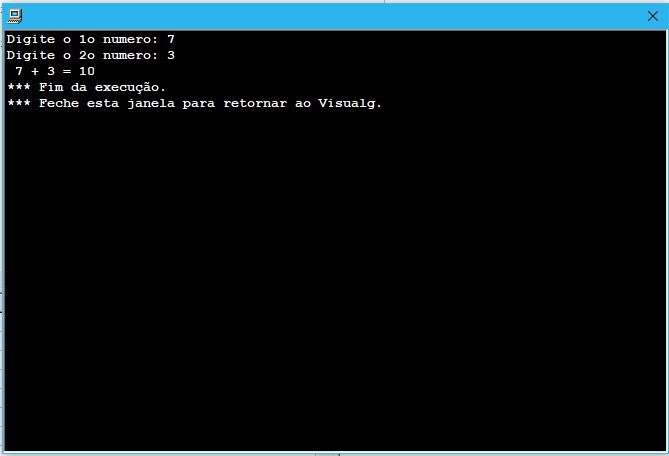 Digite o 1o numero: 7
Digite o 2o numero: 3
 7 + 3 = 10
*** Fim da execução.
*** Feche esta janela para retornar ao Visualg.